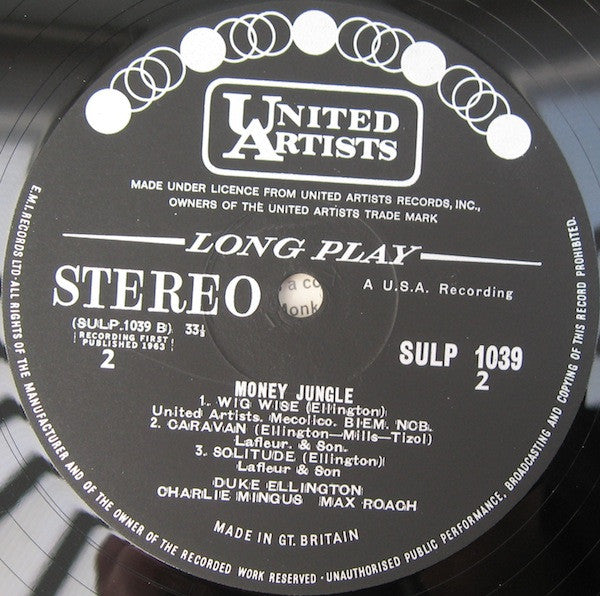 UNITED
ARTISTS
MADE UNDER LICENCE FROM UNITED ARTISTS RECORDS, INC.,
OWNERS OF THE UNITED ARTISTS TRADE MARK
LONG PLAY
STEREO
A U.S.A. Recording
(SULP.1039 B) 33⅓
RECORDING FIRST
PUBLISHED 1963
2
SULP 1039
2
MONEY JUNGLE
1. WIG WISE (Ellington)
United Artists. Mecolico. BIEM. NCB.
2. CARAVAN (Ellington—Mills—Tizol)
Lafleur. & Son.
3. SOLITUDE (Ellington)
Lafleur & Son
DUKE ELLINGTON
CHARLIE MINGUS MAX ROACH
MADE IN GT. BRITAIN
E.M.I. RECORDS LTD · ALL RIGHTS OF THE MANUFACTURER AND OF THE OWNER OF THE RECORDED WORK RESERVED · UNAUTHORISED PUBLIC PERFORMANCE, BROADCASTING AND COPYING OF THIS RECORD PROHIBITED.